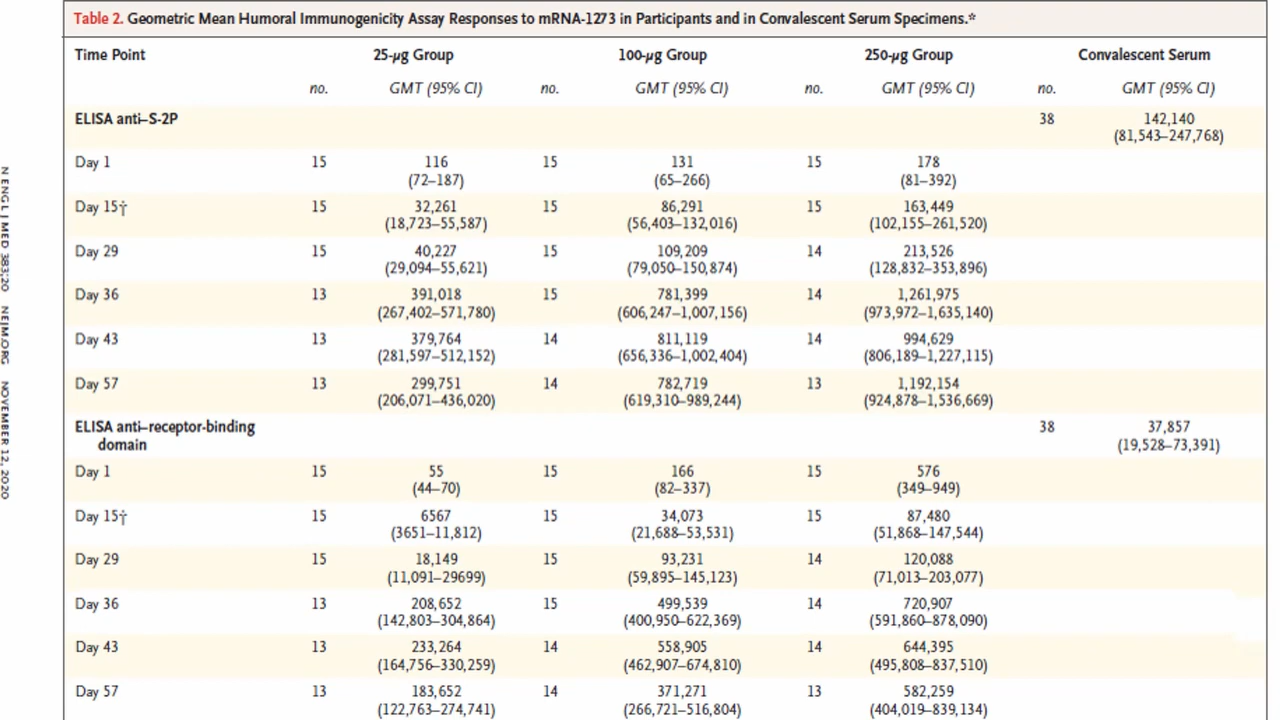 Table 2. Geometric Mean Humoral Immunogenicity Assay Responses to mRNA-1273 in Participants and in Convalescent Serum Specimens.*
Time Point 25-μg Group 100-μg Group 250-μg Group Convalescent Serum
no. GMT (95% CI) no. GMT (95% CI) no. GMT (95% CI) no. GMT (95% CI)
ELISA anti–S-2P 38 142,140
(81,543–247,768)
Day 1 15 116 15 131 15 178
(72–187) (65–266) (81–392)
Day 15† 15 32,261 15 86,291 15 163,449
(18,723–55,587) (56,403–132,016) (102,155–261,520)
Day 29 15 40,227 15 109,209 14 213,526
(29,094–55,621) (79,050–150,874) (128,832–353,896)
Day 36 13 391,018 15 781,399 14 1,261,975
(267,402–571,780) (606,247–1,007,156) (973,972–1,635,140)
Day 43 13 379,764 14 811,119 14 994,629
(281,597–512,152) (656,336–1,002,404) (806,189–1,227,115)
Day 57 13 299,751 14 782,719 13 1,192,154
(206,071–436,020) (619,310–989,244) (924,878–1,536,669)
ELISA anti–receptor-binding 38 37,857
domain (19,528–73,391)
Day 1 15 55 15 166 15 576
(44–70) (82–337) (349–949)
Day 15† 15 6567 15 34,073 15 87,480
(3651–11,812) (21,688–53,531) (51,868–147,544)
Day 29 15 18,149 15 93,231 14 120,088
(11,091–29699) (59,895–145,123) (71,013–203,077)
Day 36 13 208,652 15 499,539 14 720,907
(142,803–304,864) (400,950–622,369) (591,860–878,090)
Day 43 13 233,264 14 558,905 14 644,395
(164,756–330,259) (462,907–674,810) (495,808–837,510)
Day 57 13 183,652 14 371,271 13 582,259
(122,763–274,741) (266,721–516,804) (404,019–839,134)
N ENGL J MED 383;20 NEJM.ORG NOVEMBER 12, 2020